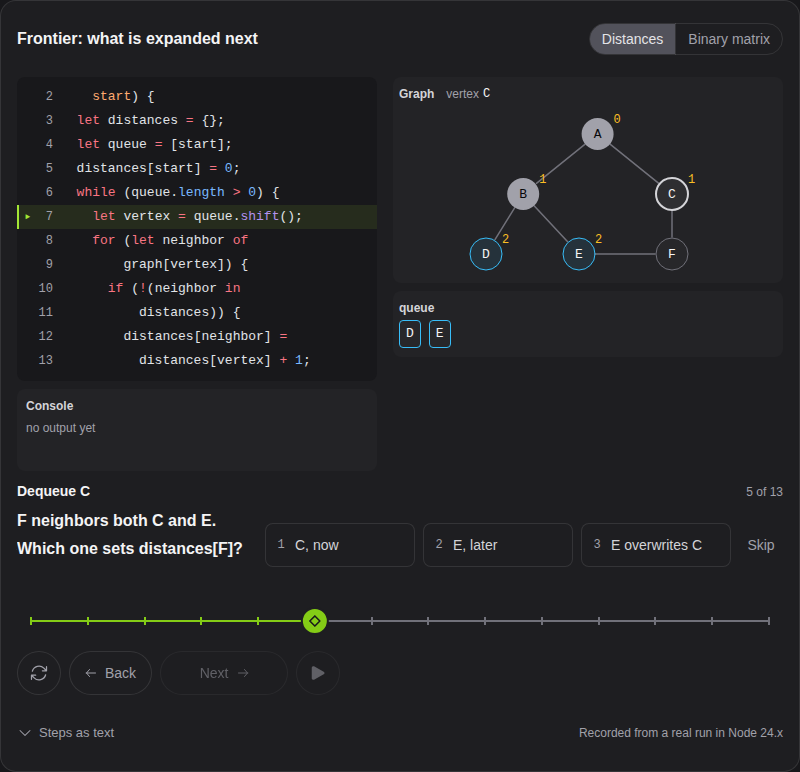 Frontier: what is expanded next
Distances
Binary matrix
2 start) {
3 let distances = {};
4 let queue = [start];
5 distances[start] = 0;
6 while (queue.length > 0) {
▸ 7 let vertex = queue.shift();
8 for (let neighbor of
9 graph[vertex]) {
10 if (!(neighbor in
11 distances)) {
12 distances[neighbor] =
13 distances[vertex] + 1;
Graph vertex C
A 0
B 1
C 1
D 2
E 2
F
queue
D E
Console
no output yet
Dequeue C
5 of 13
F neighbors both C and E.
Which one sets distances[F]?
1 C, now
2 E, later
3 E overwrites C
Skip
← Back
Next →
Steps as text
Recorded from a real run in Node 24.x